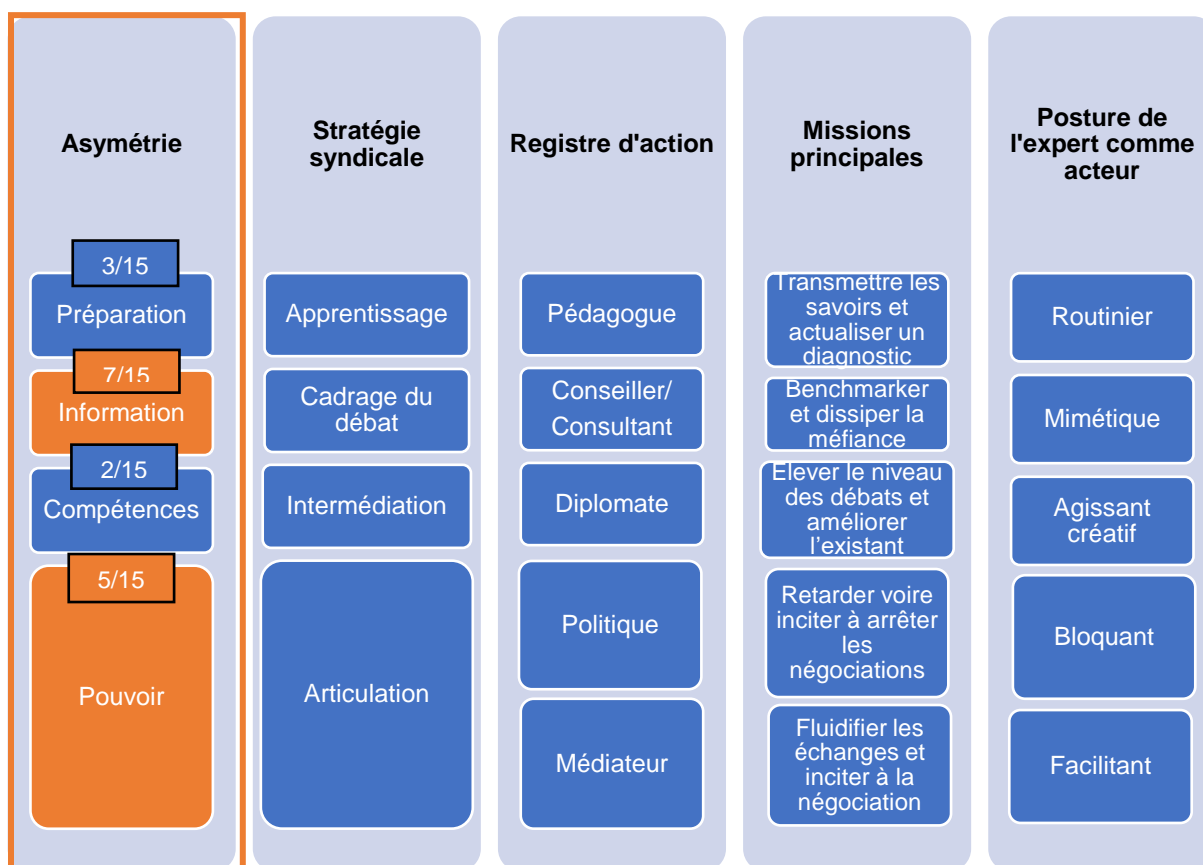 Asymétrie
3/15
Préparation
7/15
Information
2/15
Compétences
5/15
Pouvoir
Stratégie
syndicale
Apprentissage
Cadrage du
débat
Intermédiation
Articulation
Registre d'action
Pédagogue
Conseiller/
Consultant
Diplomate
Politique
Médiateur
Missions
principales
Transmettre les
savoirs et
actualiser un
diagnostic
Benchmarker
et dissiper la
méfiance
Elever le niveau
des débats et
améliorer
l’existant
Retarder voire
inciter à arrêter
les
négociations
Fluidifier les
échanges et
inciter à la
négociation
Posture de
l'expert comme
acteur
Routinier
Mimétique
Agissant
créatif
Bloquant
Facilitant